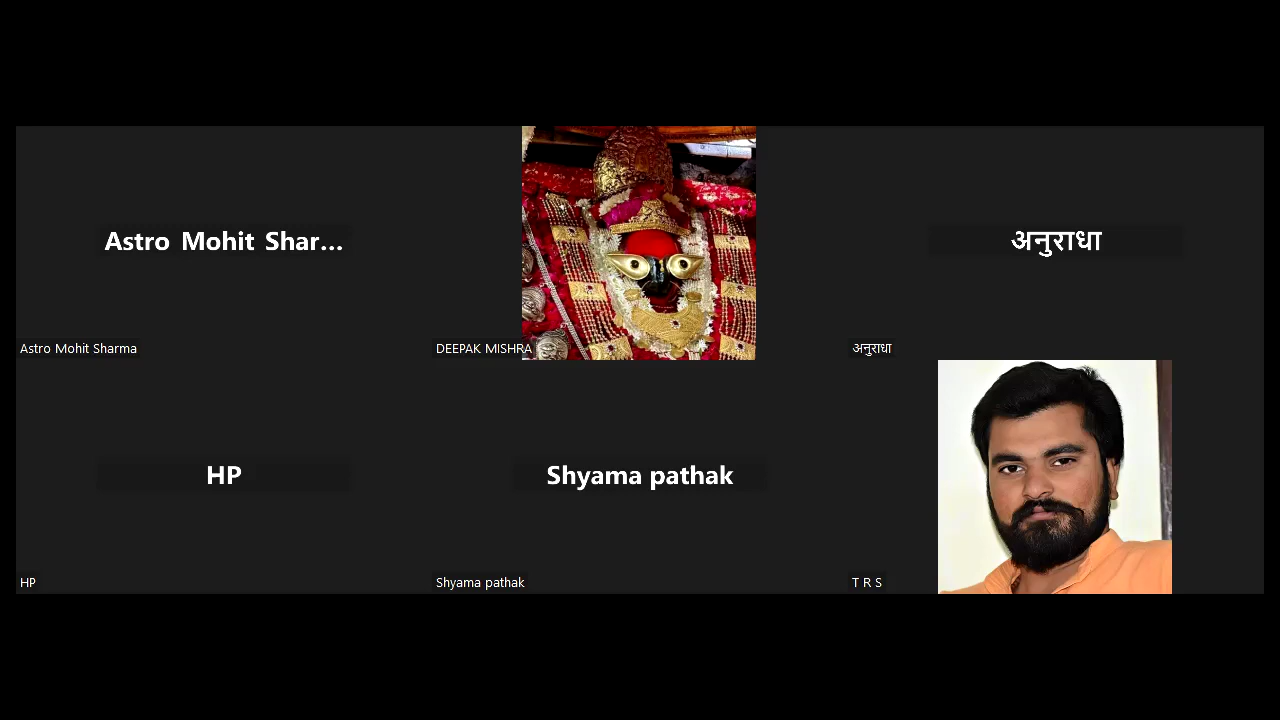 Astro Mohit Shar...
अनुराधा
Astro Mohit Sharma
DEEPAK MISHRA
अनुराधा
HP
Shyama pathak
HP
Shyama pathak
T R S